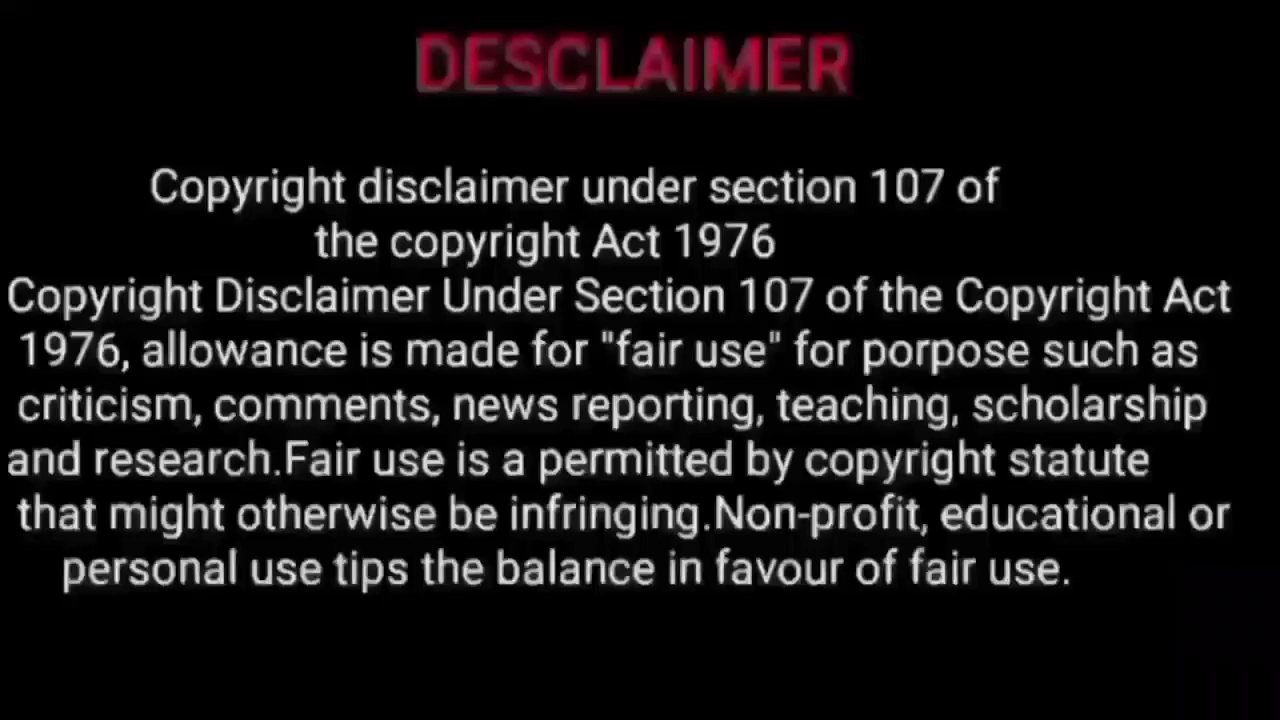 DESCLAIMER
Copyright disclaimer under section 107 of
the copyright Act 1976
Copyright Disclaimer Under Section 107 of the Copyright Act
1976, allowance is made for "fair use" for porpose such as
criticism, comments, news reporting, teaching, scholarship
and research.Fair use is a permitted by copyright statute
that might otherwise be infringing.Non-profit, educational or
personal use tips the balance in favour of fair use.